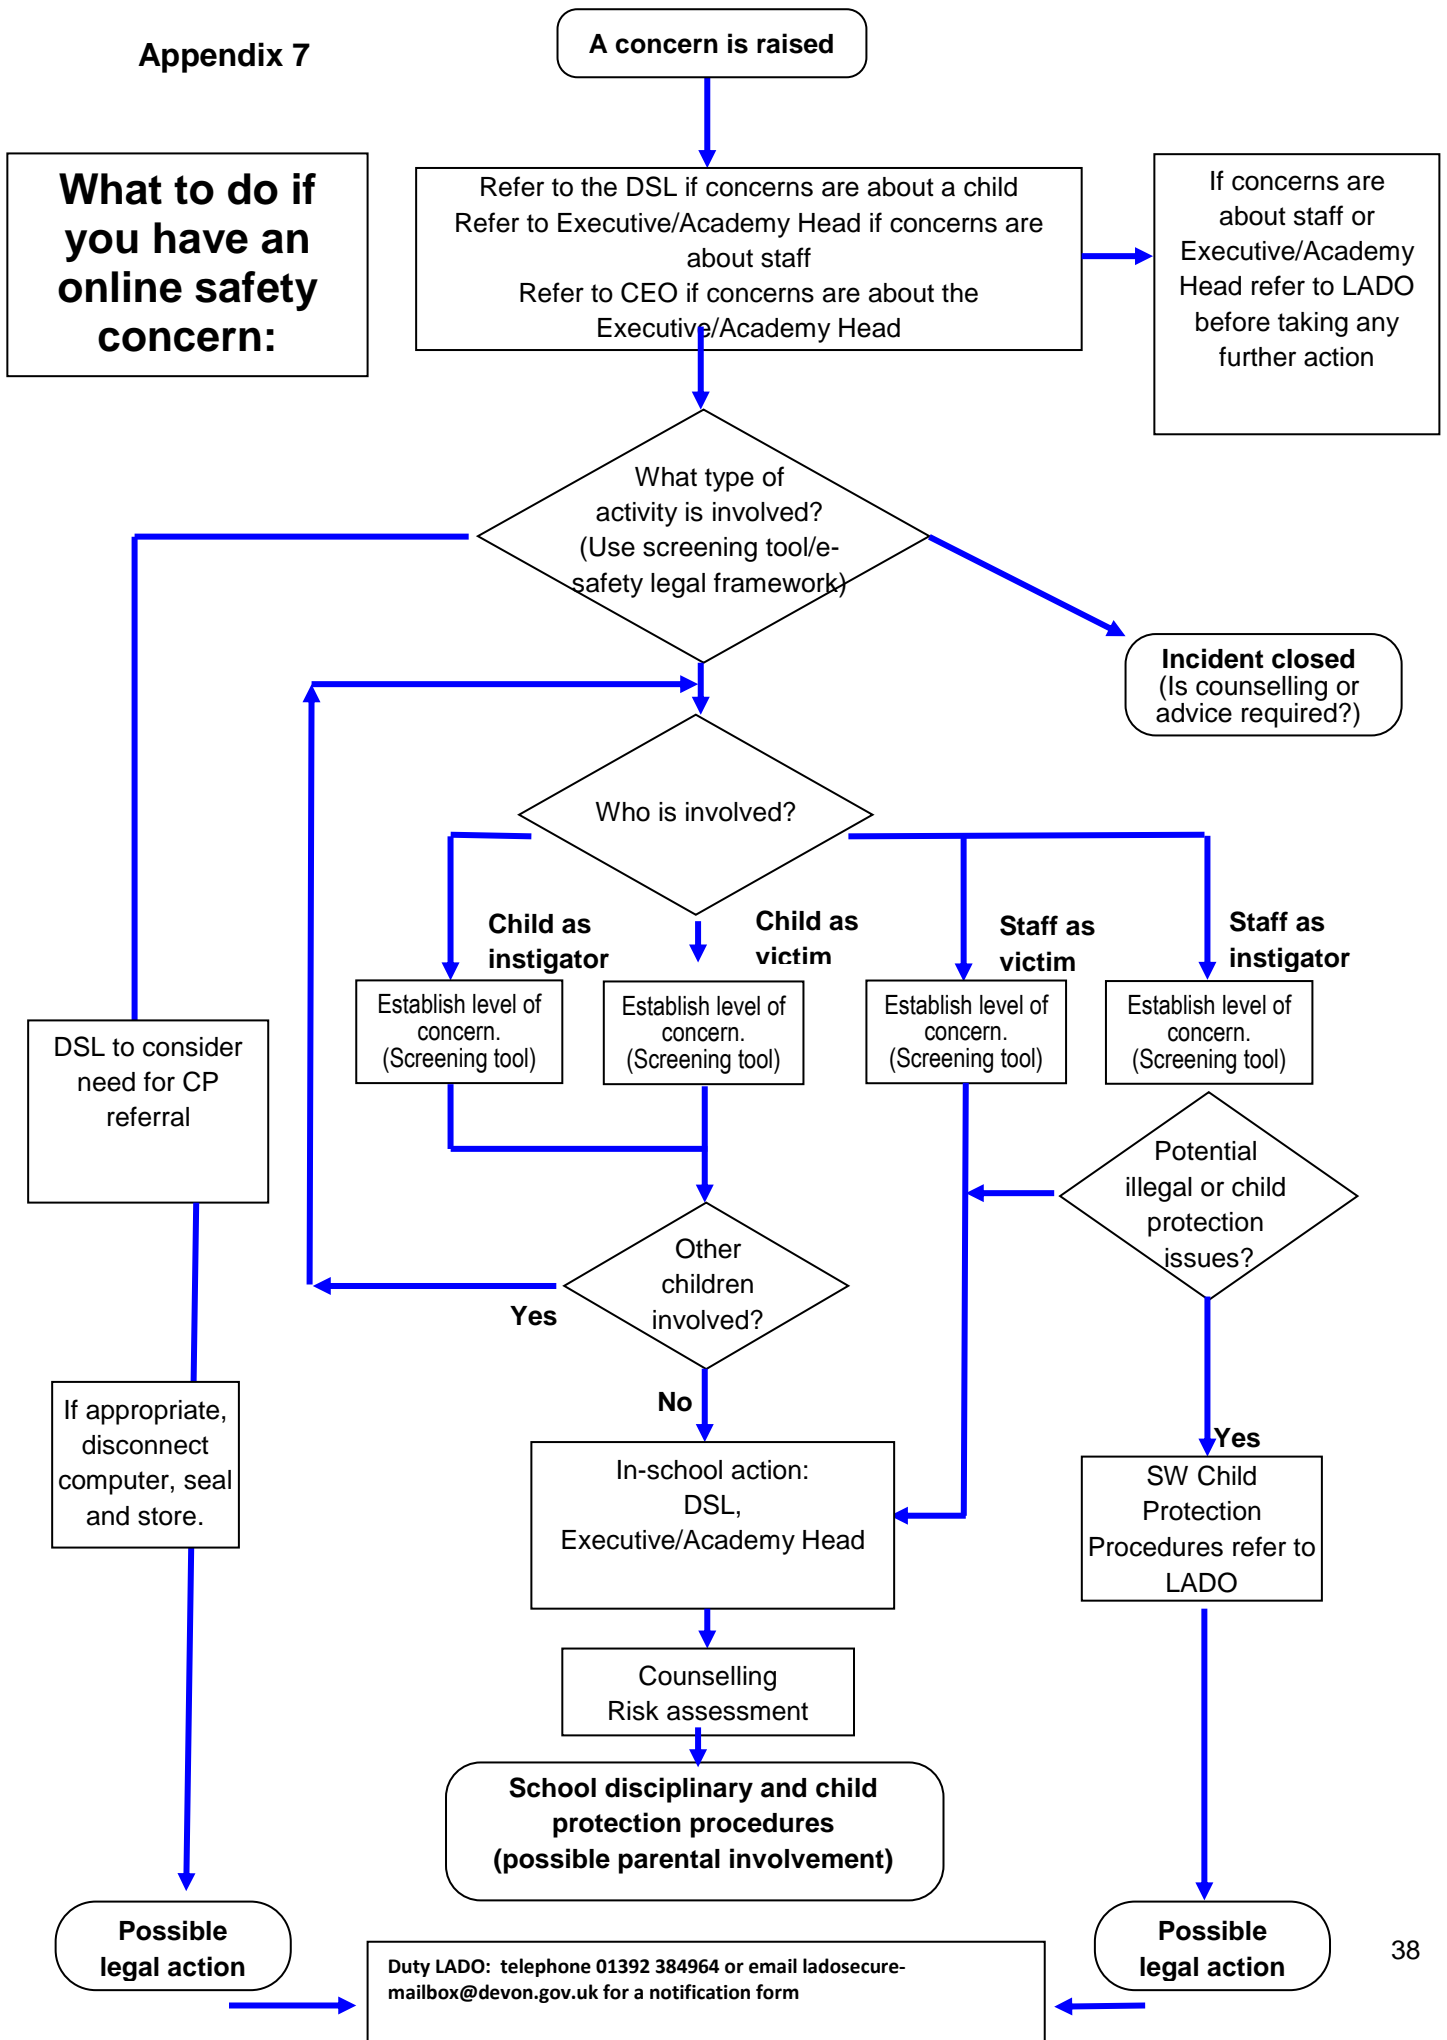 Appendix 7
A concern is raised
What to do if
you have an
online safety
concern:
Refer to the DSL if concerns are about a child
Refer to Executive/Academy Head if concerns are
about staff
Refer to CEO if concerns are about the
Executive/Academy Head
If concerns are
about staff or
Executive/Academy
Head refer to LADO
before taking any
further action
What type of
activity is involved?
(Use screening tool/e-
safety legal framework)
Incident closed
(Is counselling or
advice required?)
Who is involved?
Child as
instigator
Child as
victim
Staff as
victim
Staff as
instigator
Establish level of
concern.
(Screening tool)
Establish level of
concern.
(Screening tool)
Establish level of
concern.
(Screening tool)
Establish level of
concern.
(Screening tool)
DSL to consider
need for CP
referral
Potential
illegal or child
protection
issues?
Other
children
involved?
Yes
No
Yes
If appropriate,
disconnect
computer, seal
and store.
In-school action:
DSL,
Executive/Academy Head
SW Child
Protection
Procedures refer to
LADO
Counselling
Risk assessment
School disciplinary and child
protection procedures
(possible parental involvement)
Possible
legal action
Possible
legal action
38
Duty LADO: telephone 01392 384964 or email ladosecure-
mailbox@devon.gov.uk for a notification form